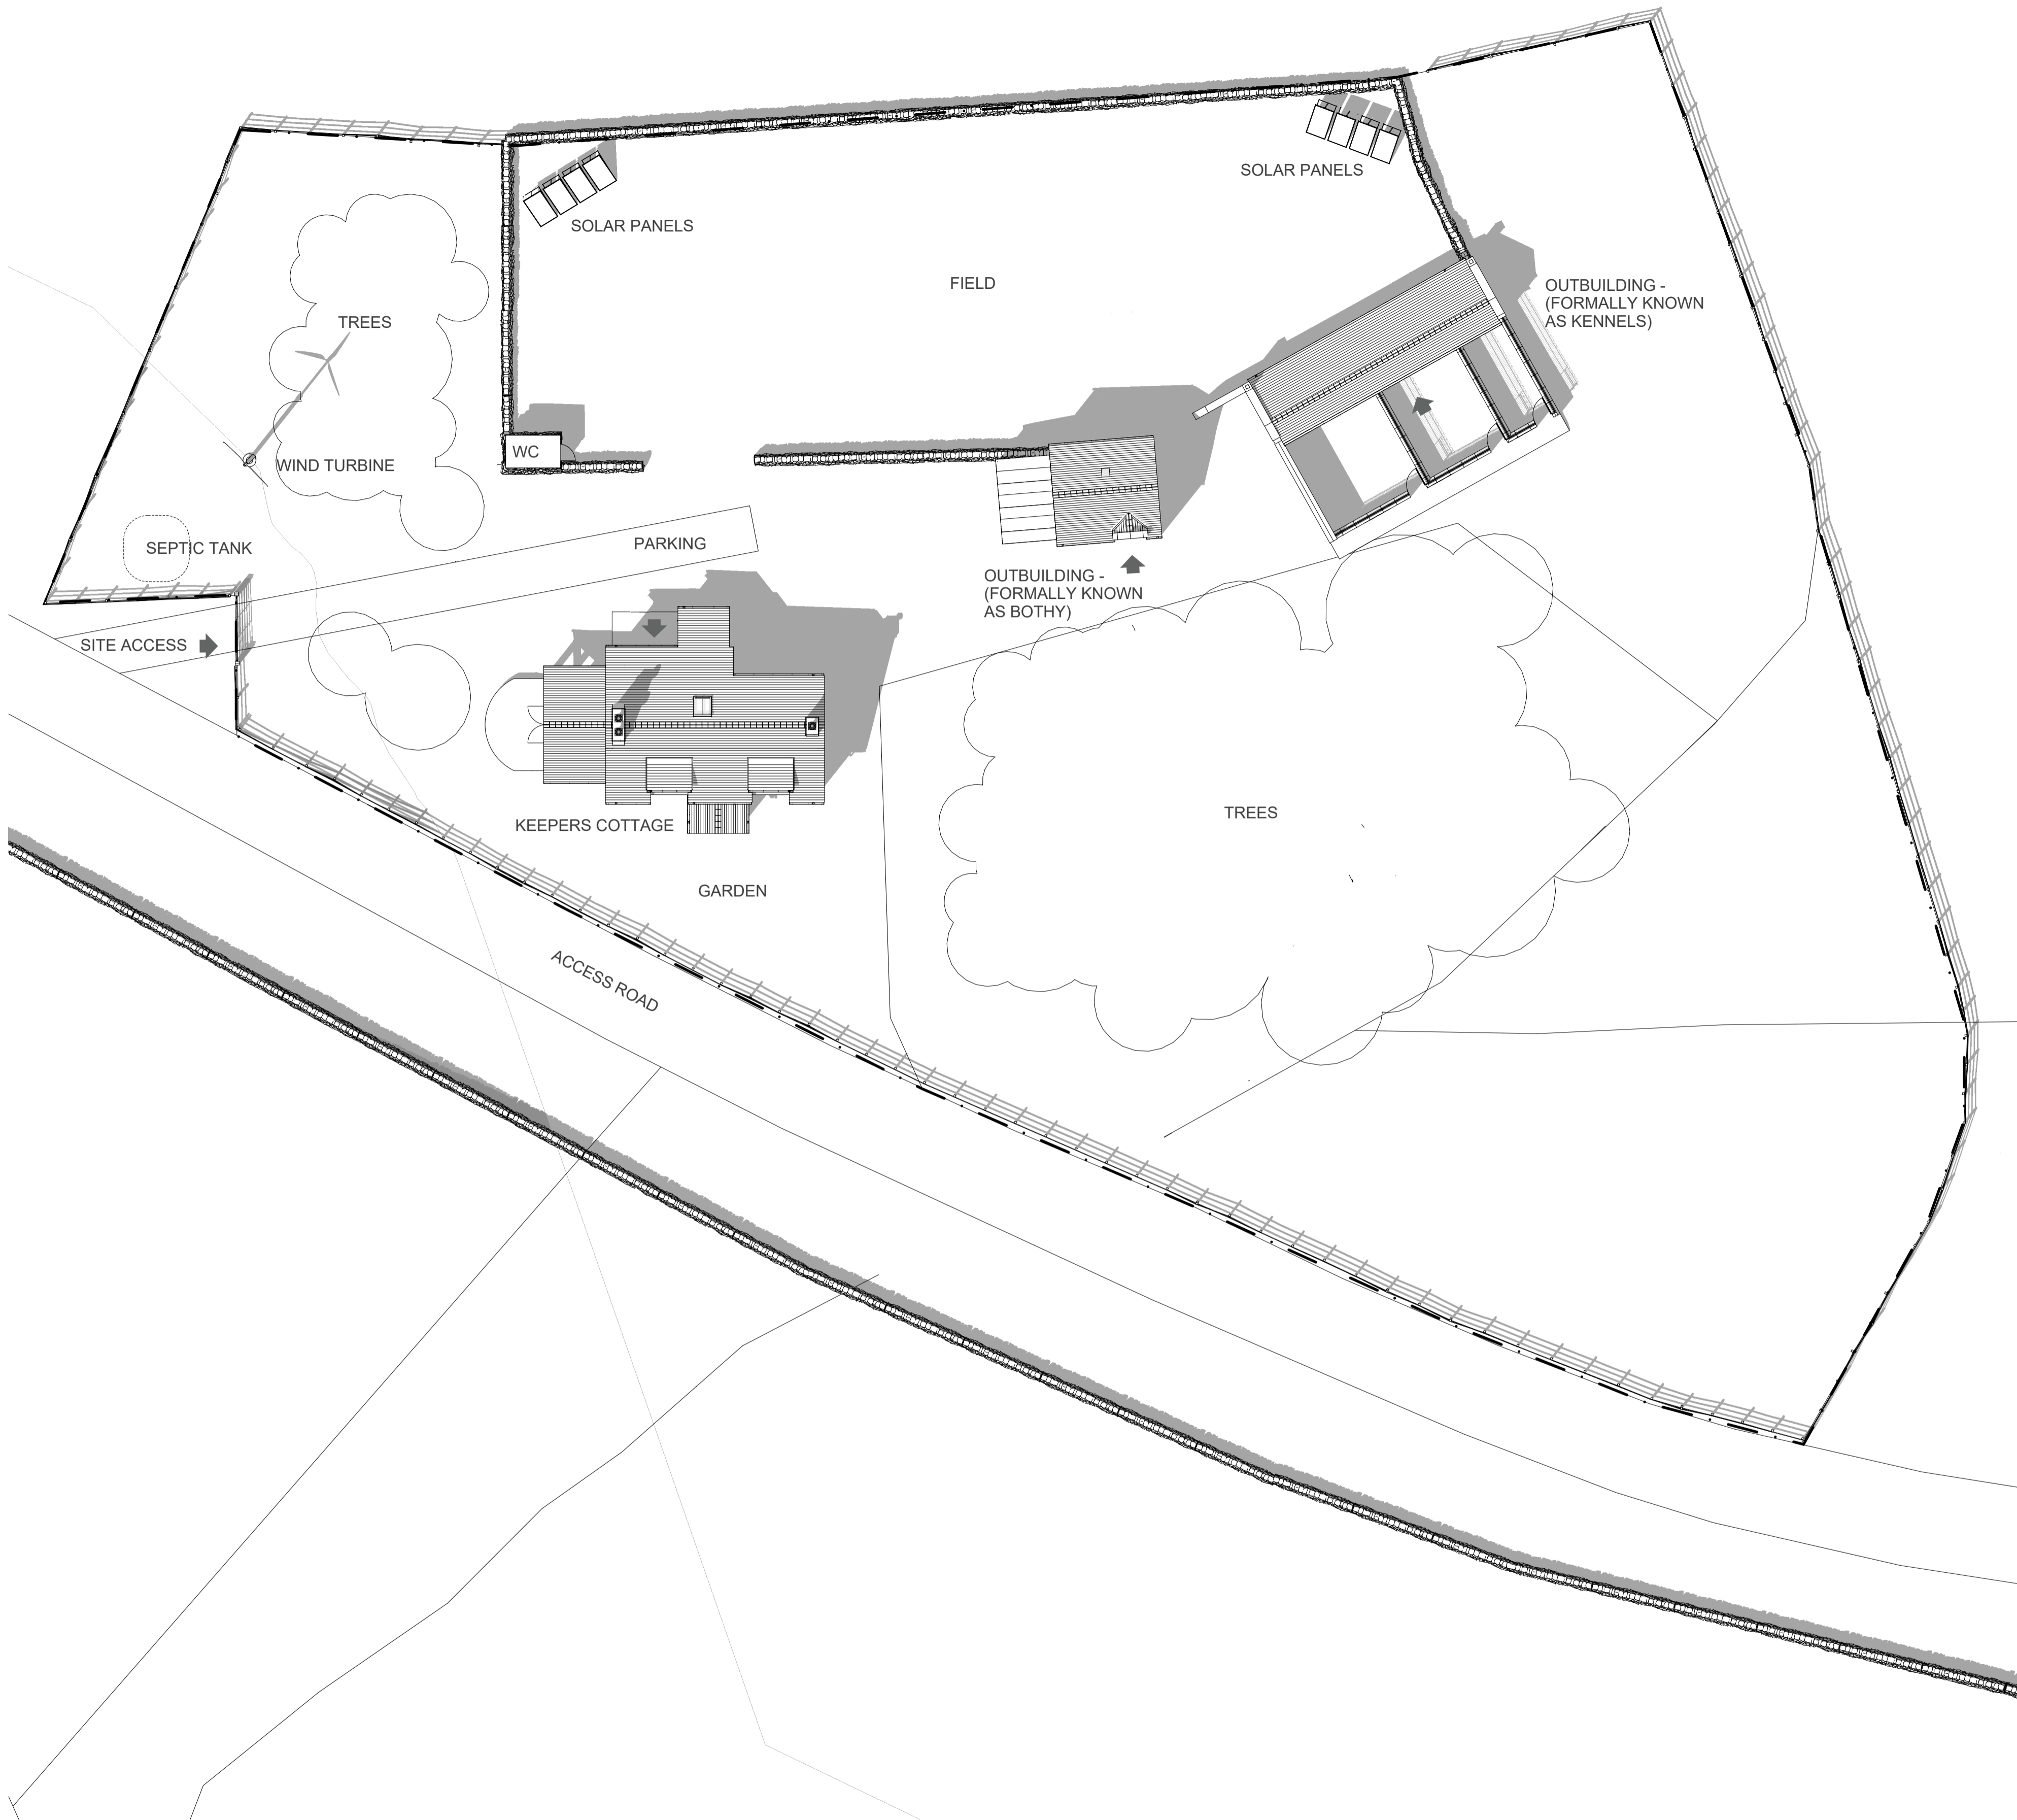 SOLAR PANELS
SOLAR PANELS
FIELD
OUTBUILDING -
(FORMALLY KNOWN
AS KENNELS)
TREES
WC
WIND TURBINE
PARKING
SEPTIC TANK
OUTBUILDING -
(FORMALLY KNOWN
AS BOTHY)
SITE ACCESS
TREES
KEEPERS COTTAGE
GARDEN
ACCESS ROAD